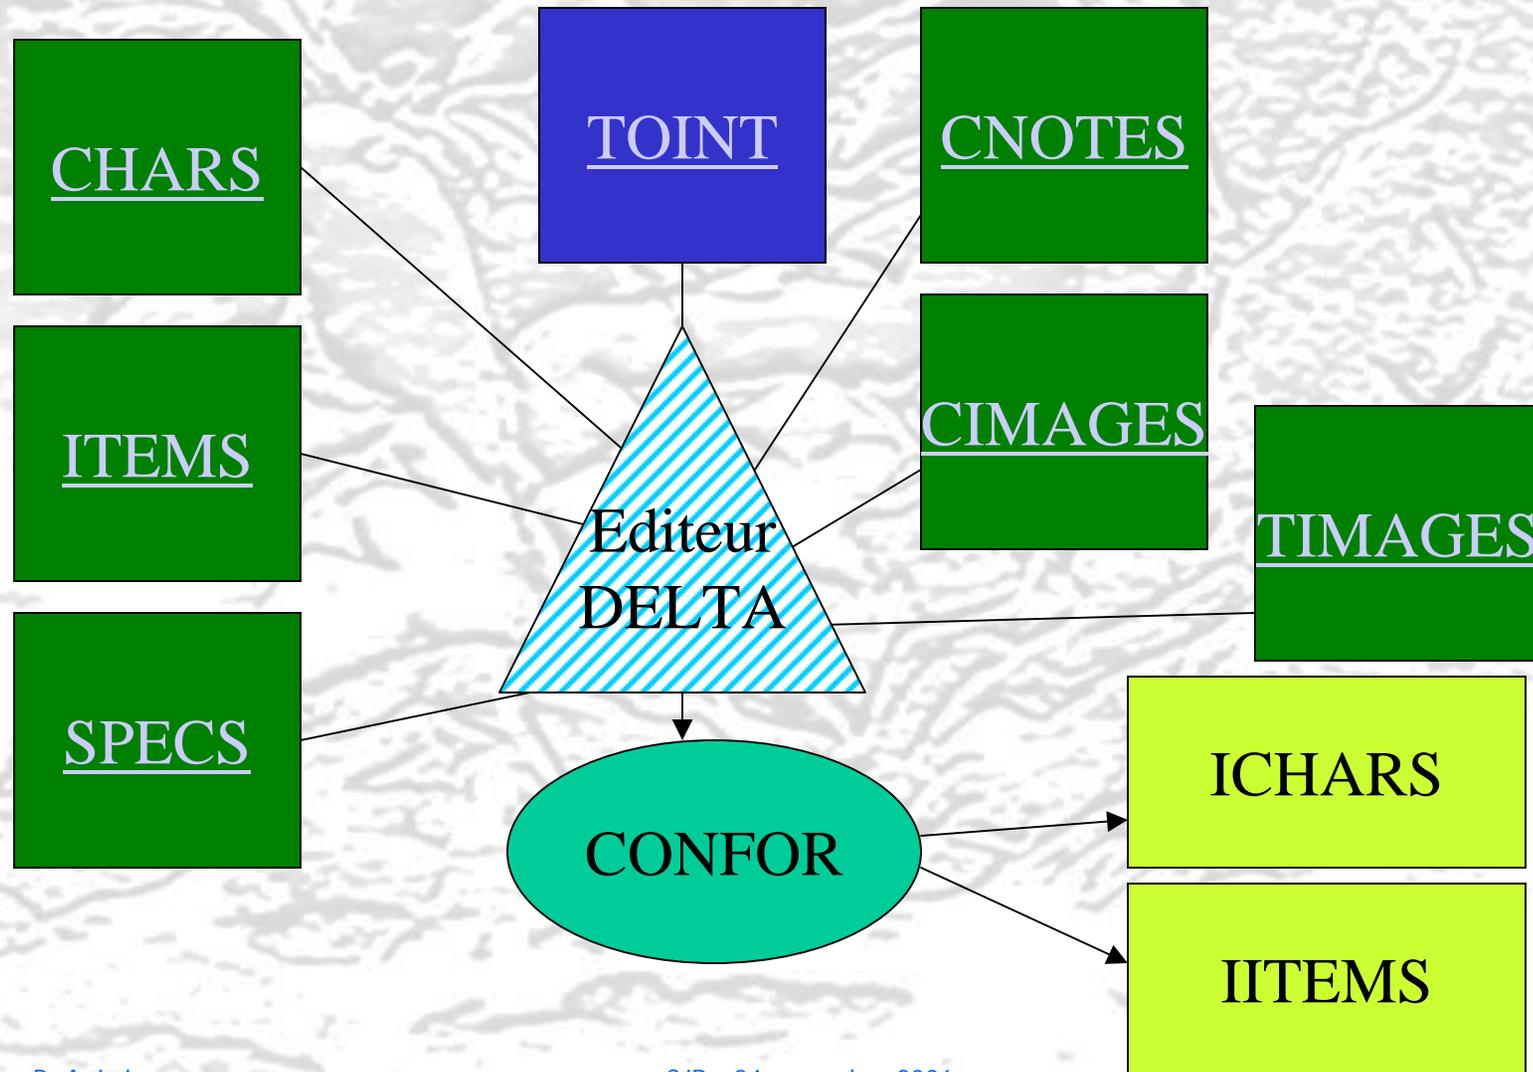 TOINT
CNOTES
CHARS
CIMAGES
ITEMS
TIMAGES
Editeur
DELTA
SPECS
ICHARS
CONFOR
IITEMS